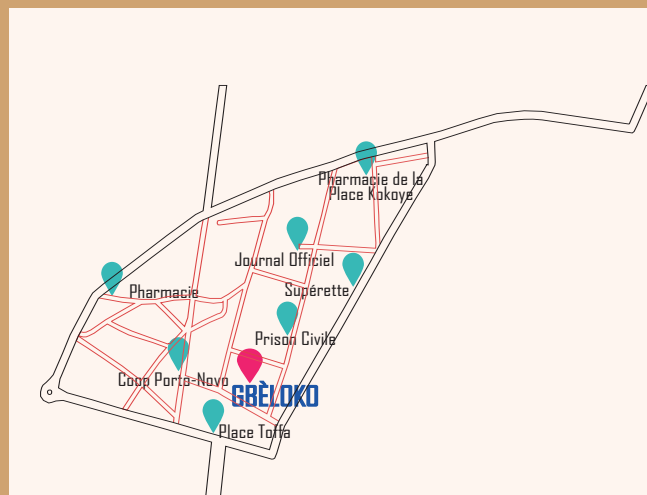 Pharmacie de la
Place Kokoye
Journal Officiel
Supérette
Pharmacie
Prison Civile
Coop Porto-Novo
GBÈLOKO
Place Toffa